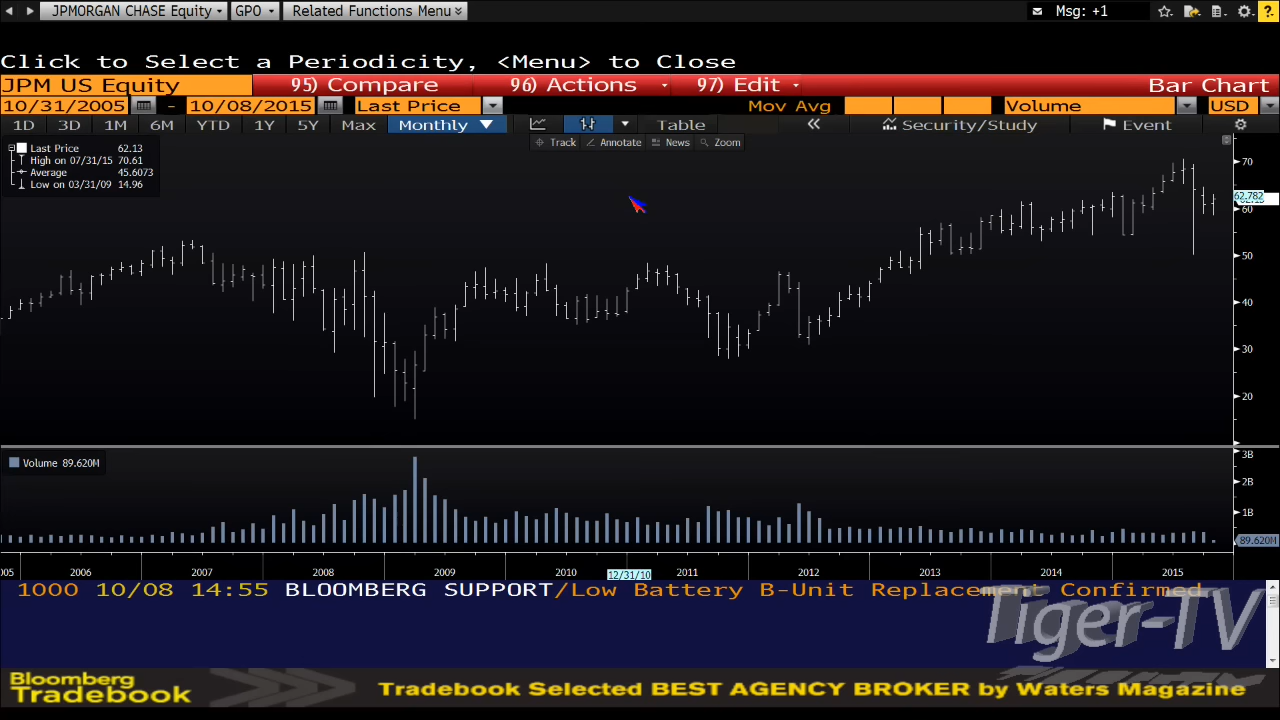 JPMORGAN CHASE Equity GPO Related Functions Menu Msg: +1
Click to Select a Periodicity, <Menu> to Close
JPM US Equity 95) Compare 96) Actions 97) Edit Bar Chart
10/31/2005 - 10/08/2015 Last Price Mov Avg Volume USD
1D 3D 1M 6M YTD 1Y 5Y Max Monthly Table Security/Study Event
Track Annotate News Zoom
Last Price 62.13
High on 07/31/15 70.61
Average 45.6073
Low on 03/31/09 14.96
70
62.782
60
50
40
30
20
Volume 89.620M
3B
2B
1B
89.620M
005 2006 2007 2008 2009 2010 12/31/10 2011 2012 2013 2014 2015
1000 10/08 14:55 BLOOMBERG SUPPORT/Low Battery B-Unit Replacement Confirmed
Tiger-TV
Bloomberg
Tradebook
Tradebook Selected BEST AGENCY BROKER by Waters Magazine